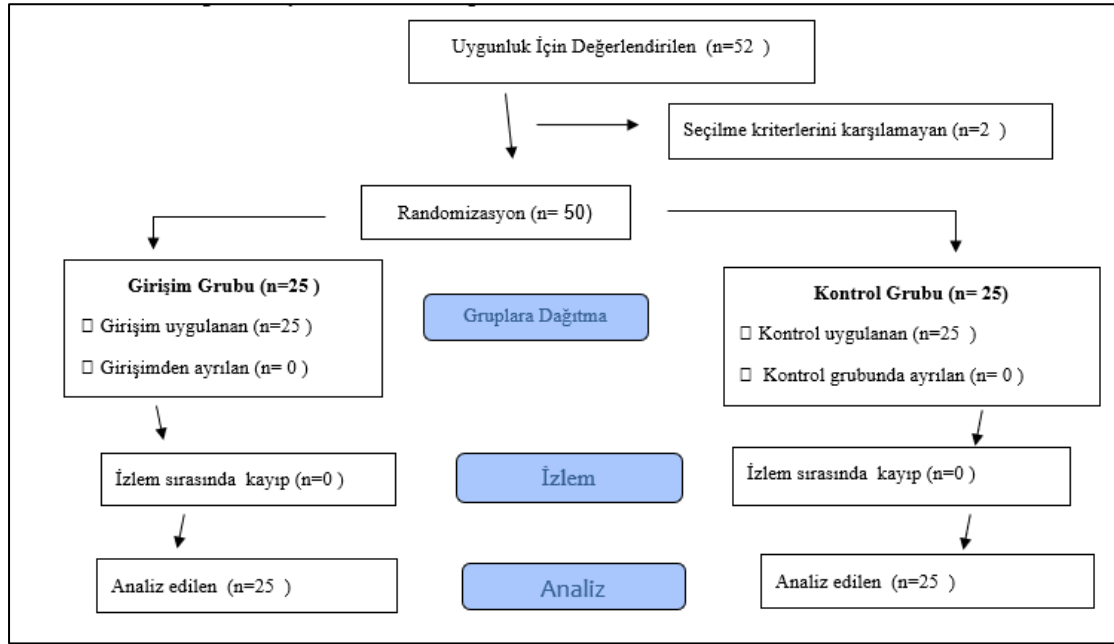 Uygunluk İçin Değerlendirilen (n=52 )
Seçilme kriterlerini karşılamayan (n=2 )
Randomizasyon (n= 50)
Girişim Grubu (n=25 )
□ Girişim uygulanan (n=25 )
□ Girişimden ayrılan (n= 0 )
Gruplara Dağıtma
Kontrol Grubu (n= 25)
□ Kontrol uygulanan (n=25 )
□ Kontrol grubunda ayrılan (n= 0 )
İzlem sırasında kayıp (n=0 )
İzlem
İzlem sırasında kayıp (n=0 )
Analiz edilen (n=25 )
Analiz
Analiz edilen (n=25 )